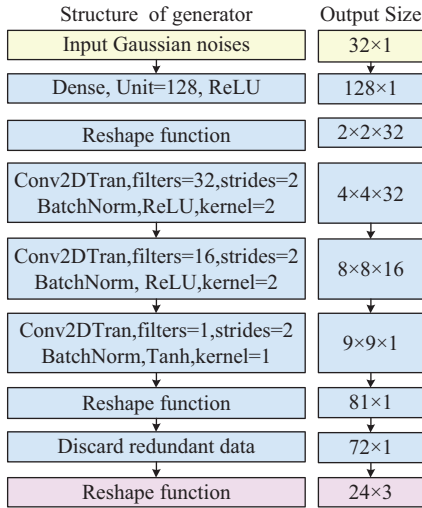 Structure of generator Output Size
Input Gaussian noises 32×1
Dense, Unit=128, ReLU 128×1
Reshape function 2×2×32
Conv2DTran,filters=32,strides=2
BatchNorm,ReLU,kernel=2
4×4×32
Conv2DTran,filters=16,strides=2
BatchNorm, ReLU,kernel=2
8×8×16
Conv2DTran,filters=1,strides=2
BatchNorm,Tanh,kernel=1
9×9×1
Reshape function 81×1
Discard redundant data 72×1
Reshape function 24×3